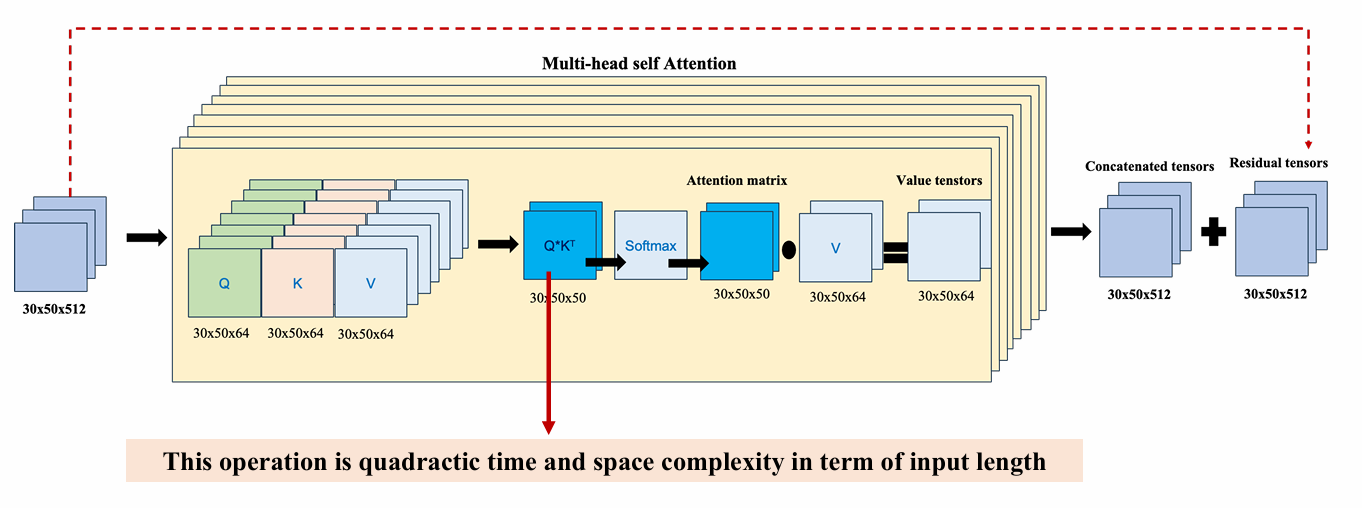 Multi-head self Attention
Concatenated tensors
Residual tensors
Attention matrix
Value tenstors
Q*Kᵀ
Softmax
V
Q
K
V
30x50x512
30x50x64
30x50x64
30x50x64
30x50x50
30x50x50
30x50x64
30x50x64
30x50x512
30x50x512
This operation is quadractic time and space complexity in term of input length